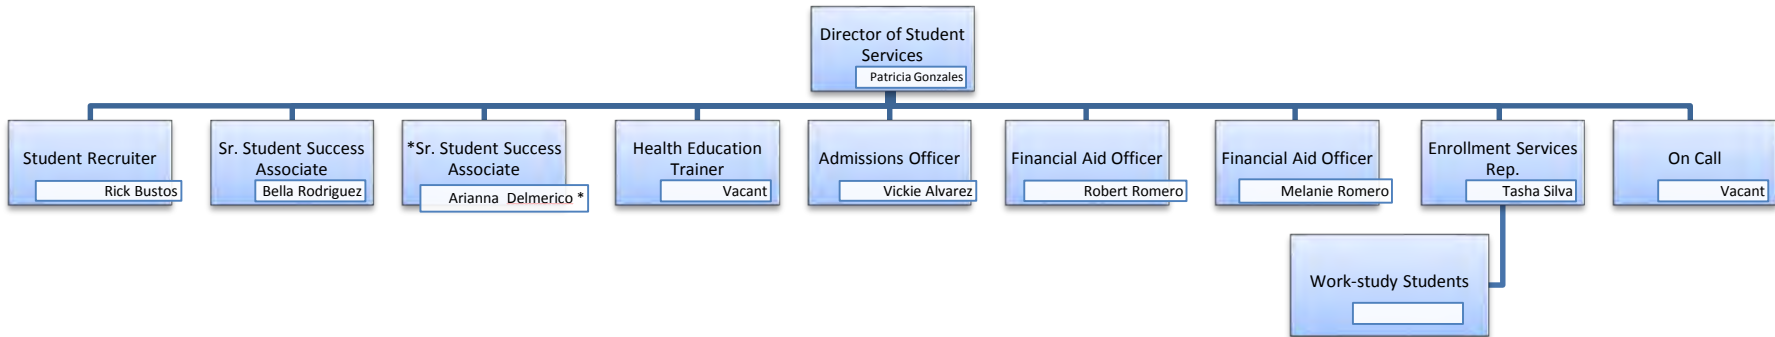 Director of Student
Services
Patricia Gonzales
Student Recruiter
Rick Bustos
Sr. Student Success
Associate
Bella Rodriguez
*Sr. Student Success
Associate
Arianna  Delmerico *
Health Education
Trainer
Vacant
Admissions Officer
Vickie Alvarez
Financial Aid Officer
Robert Romero
Financial Aid Officer
Melanie Romero
Enrollment Services
Rep.
Tasha Silva
On Call
Vacant
Work-study Students